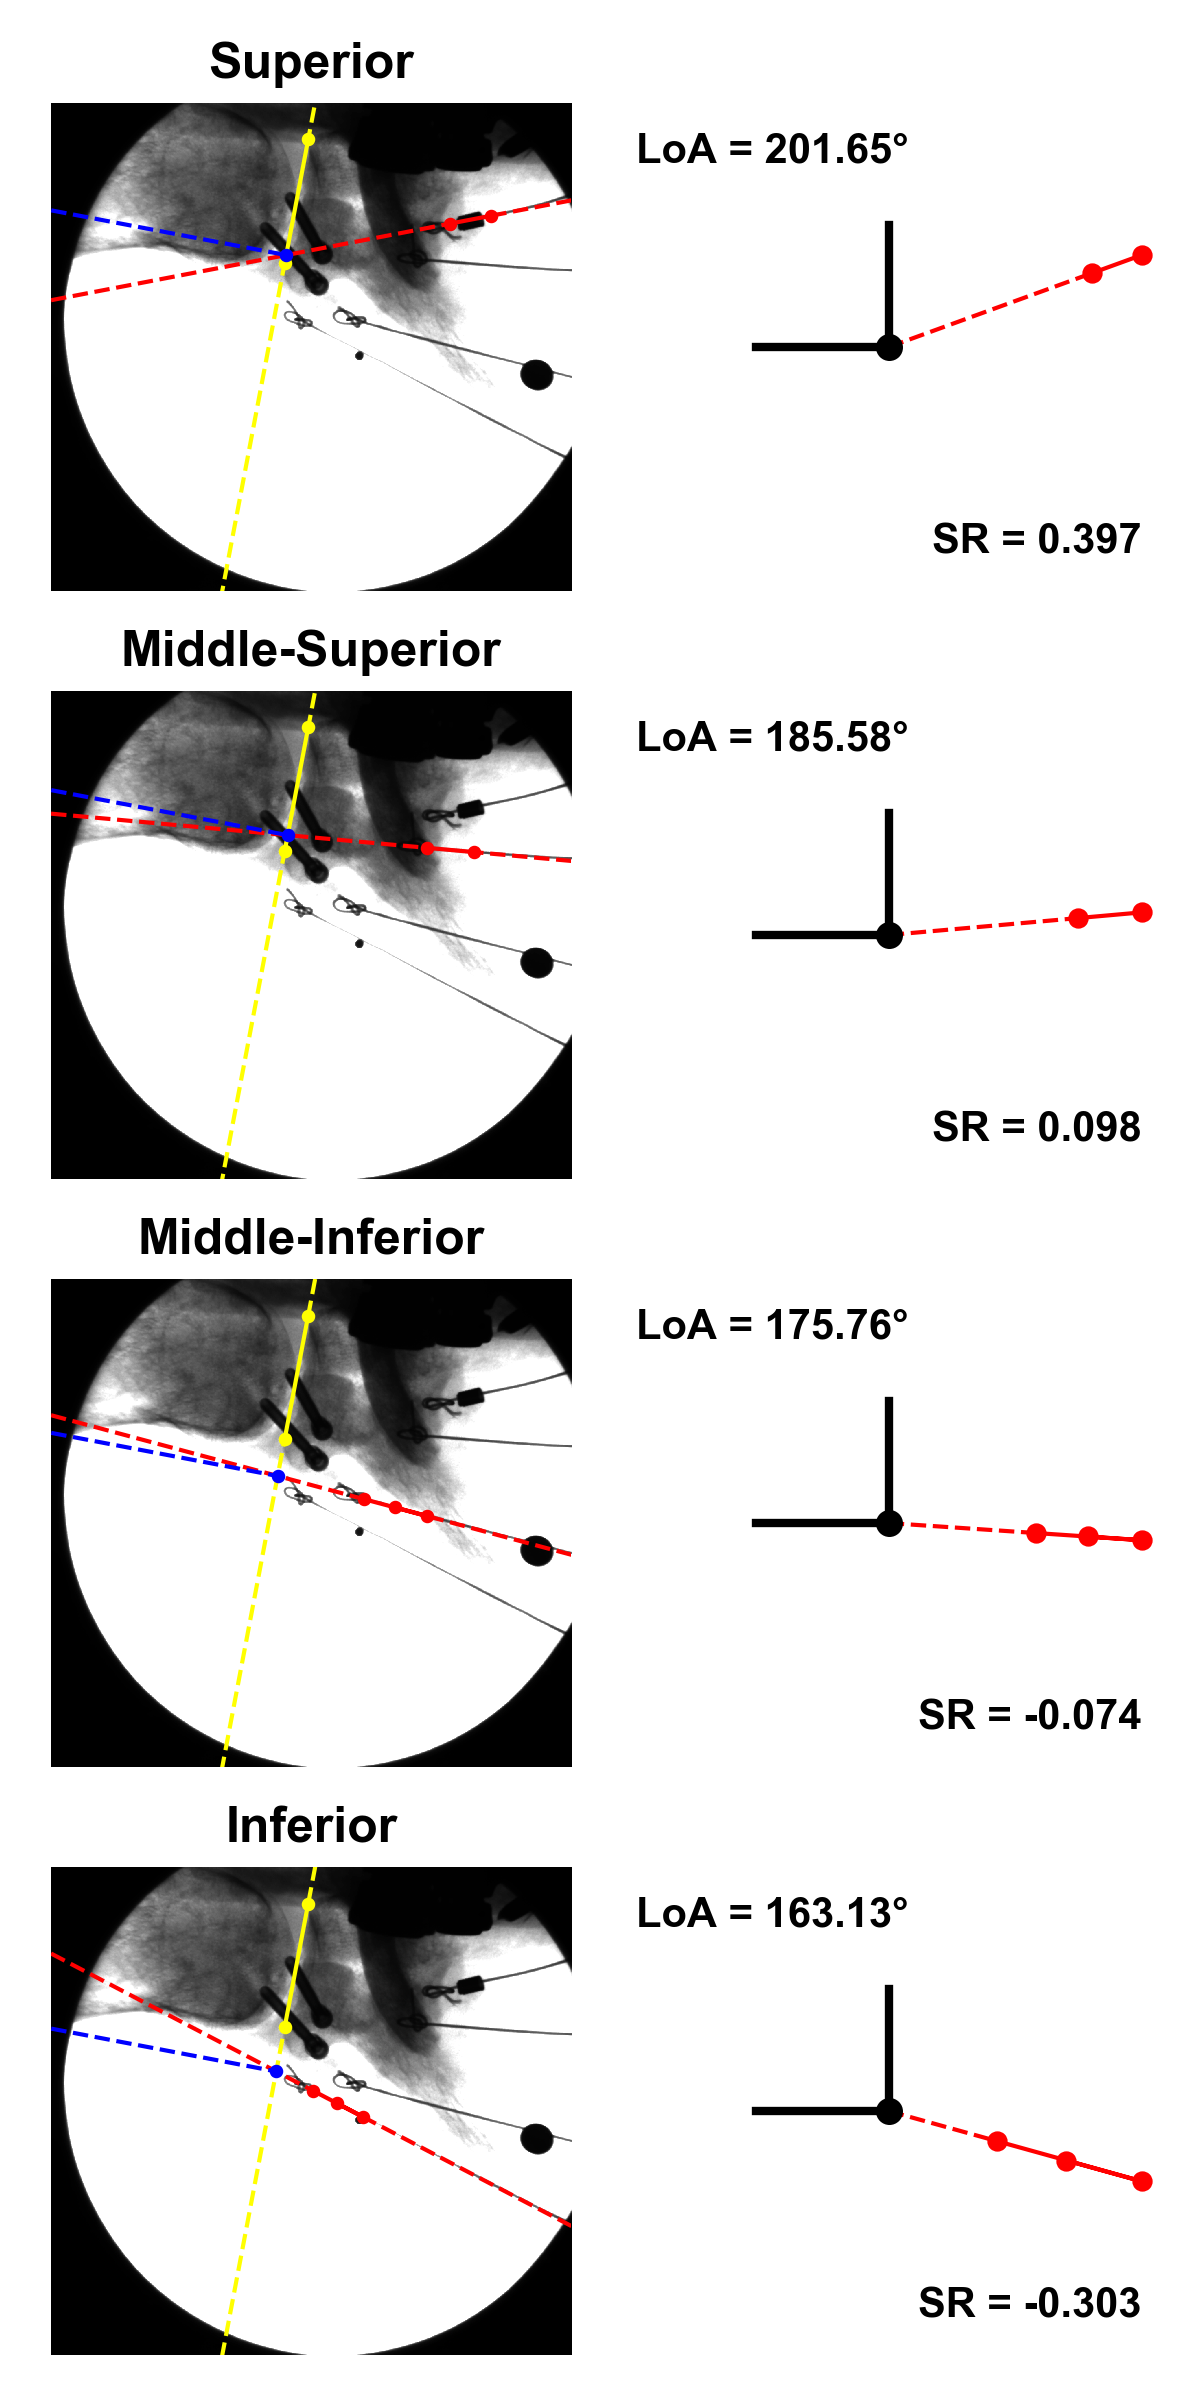 Superior
LoA = 201.65°
SR = 0.397
Middle-Superior
LoA = 185.58°
SR = 0.098
Middle-Inferior
LoA = 175.76°
SR = -0.074
Inferior
LoA = 163.13°
SR = -0.303